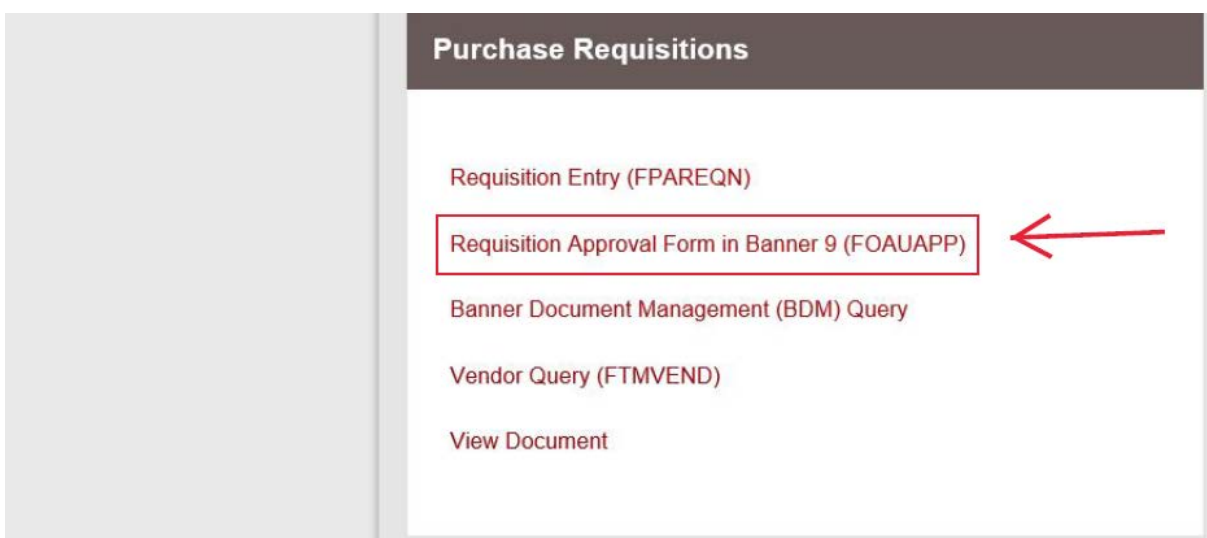 Purchase Requisitions
Requisition Entry (FPAREQN)
Requisition Approval Form in Banner 9 (FOAUAPP)
Banner Document Management (BDM) Query
Vendor Query (FTMVEND)
View Document